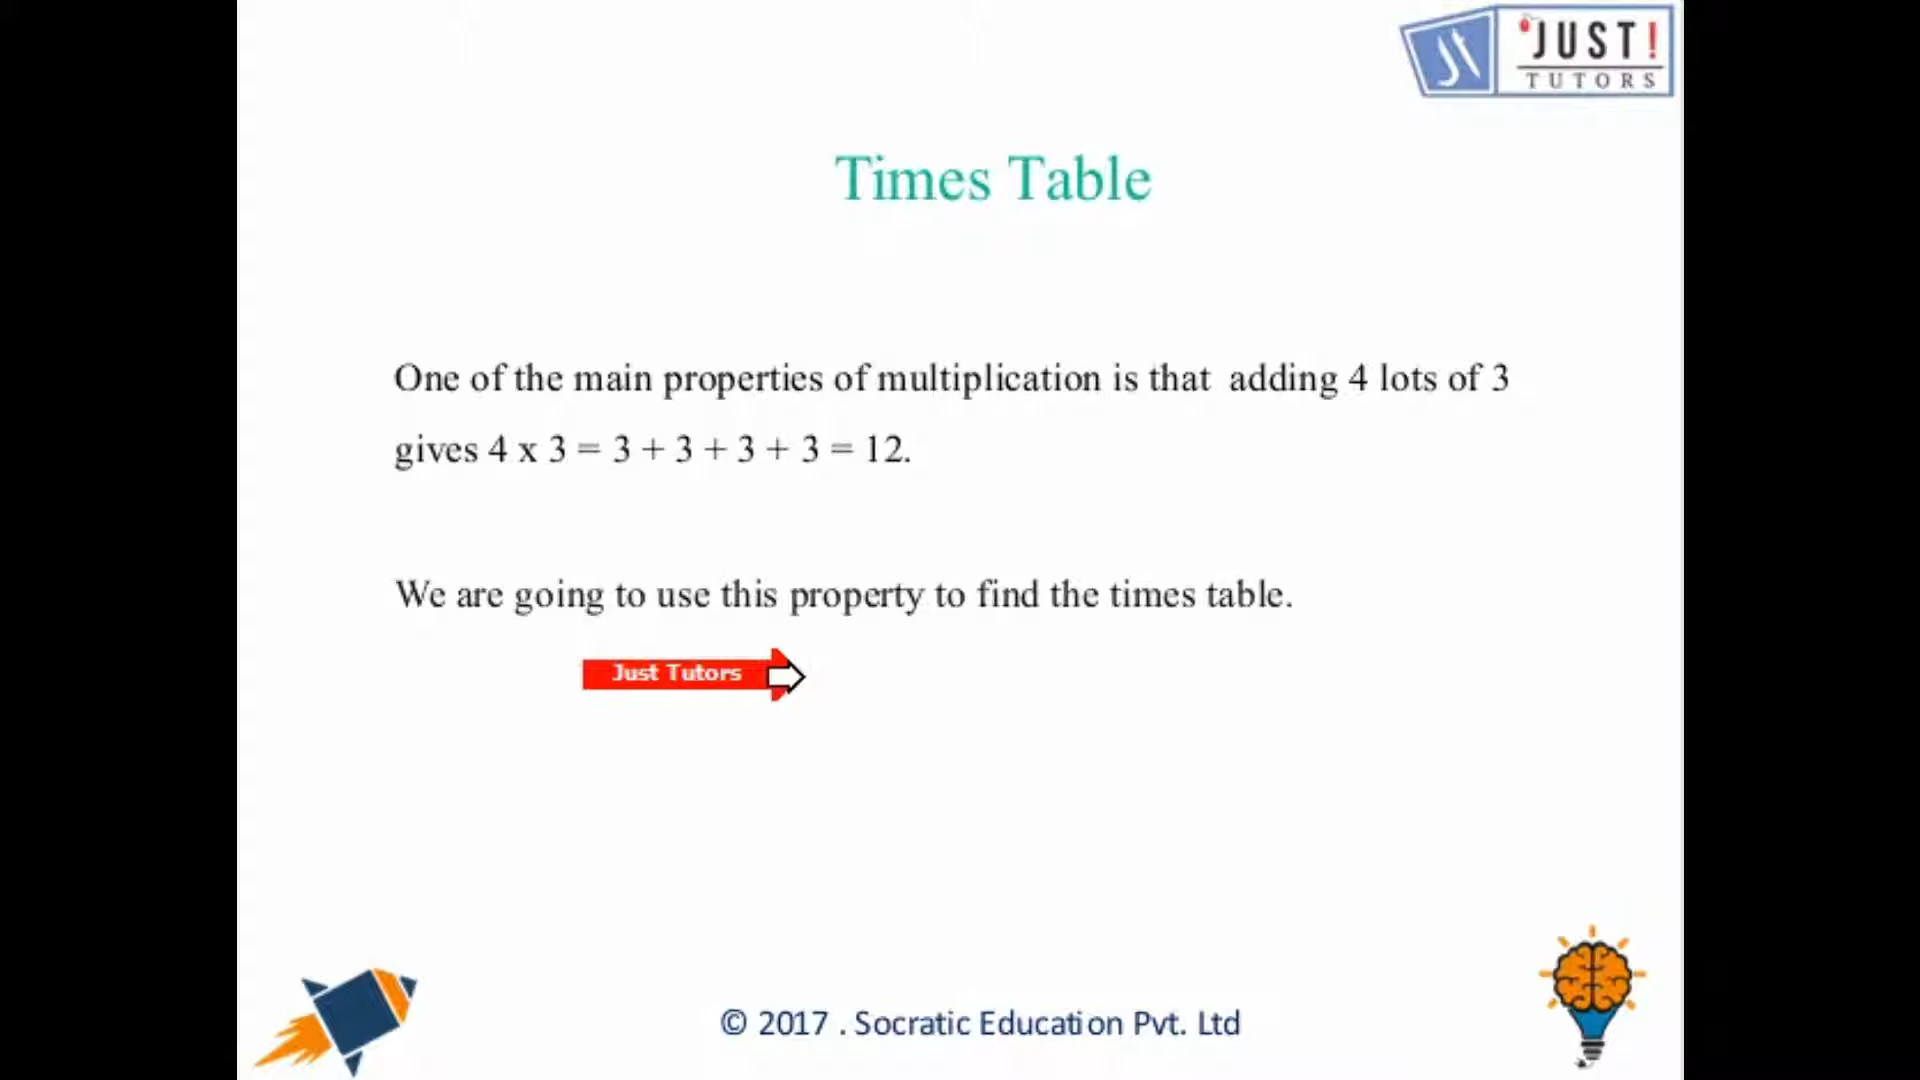 JUST!
TUTORS
Times Table
One of the main properties of multiplication is that adding 4 lots of 3
gives 4 x 3 = 3 + 3 + 3 + 3 = 12.
We are going to use this property to find the times table.
Just Tutors
© 2017 . Socratic Education Pvt. Ltd